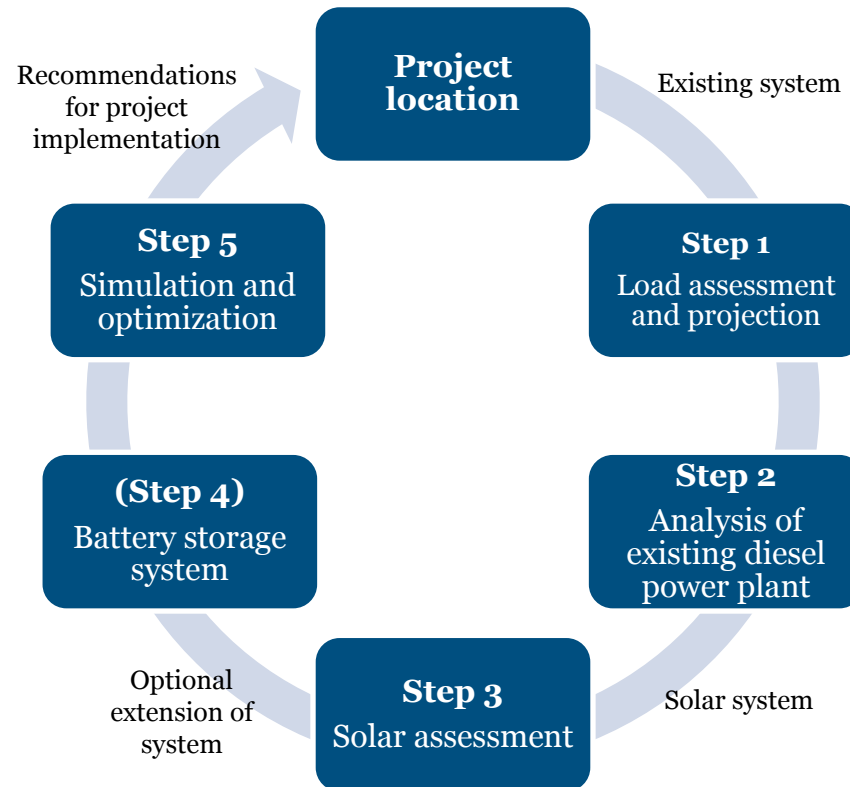 Project
location
Existing system
Step 1
Load assessment
and projection
Step 2
Analysis of
existing diesel
power plant
Solar system
Step 3
Solar assessment
Optional
extension of
system
(Step 4)
Battery storage
system
Step 5
Simulation and
optimization
Recommendations
for project
implementation